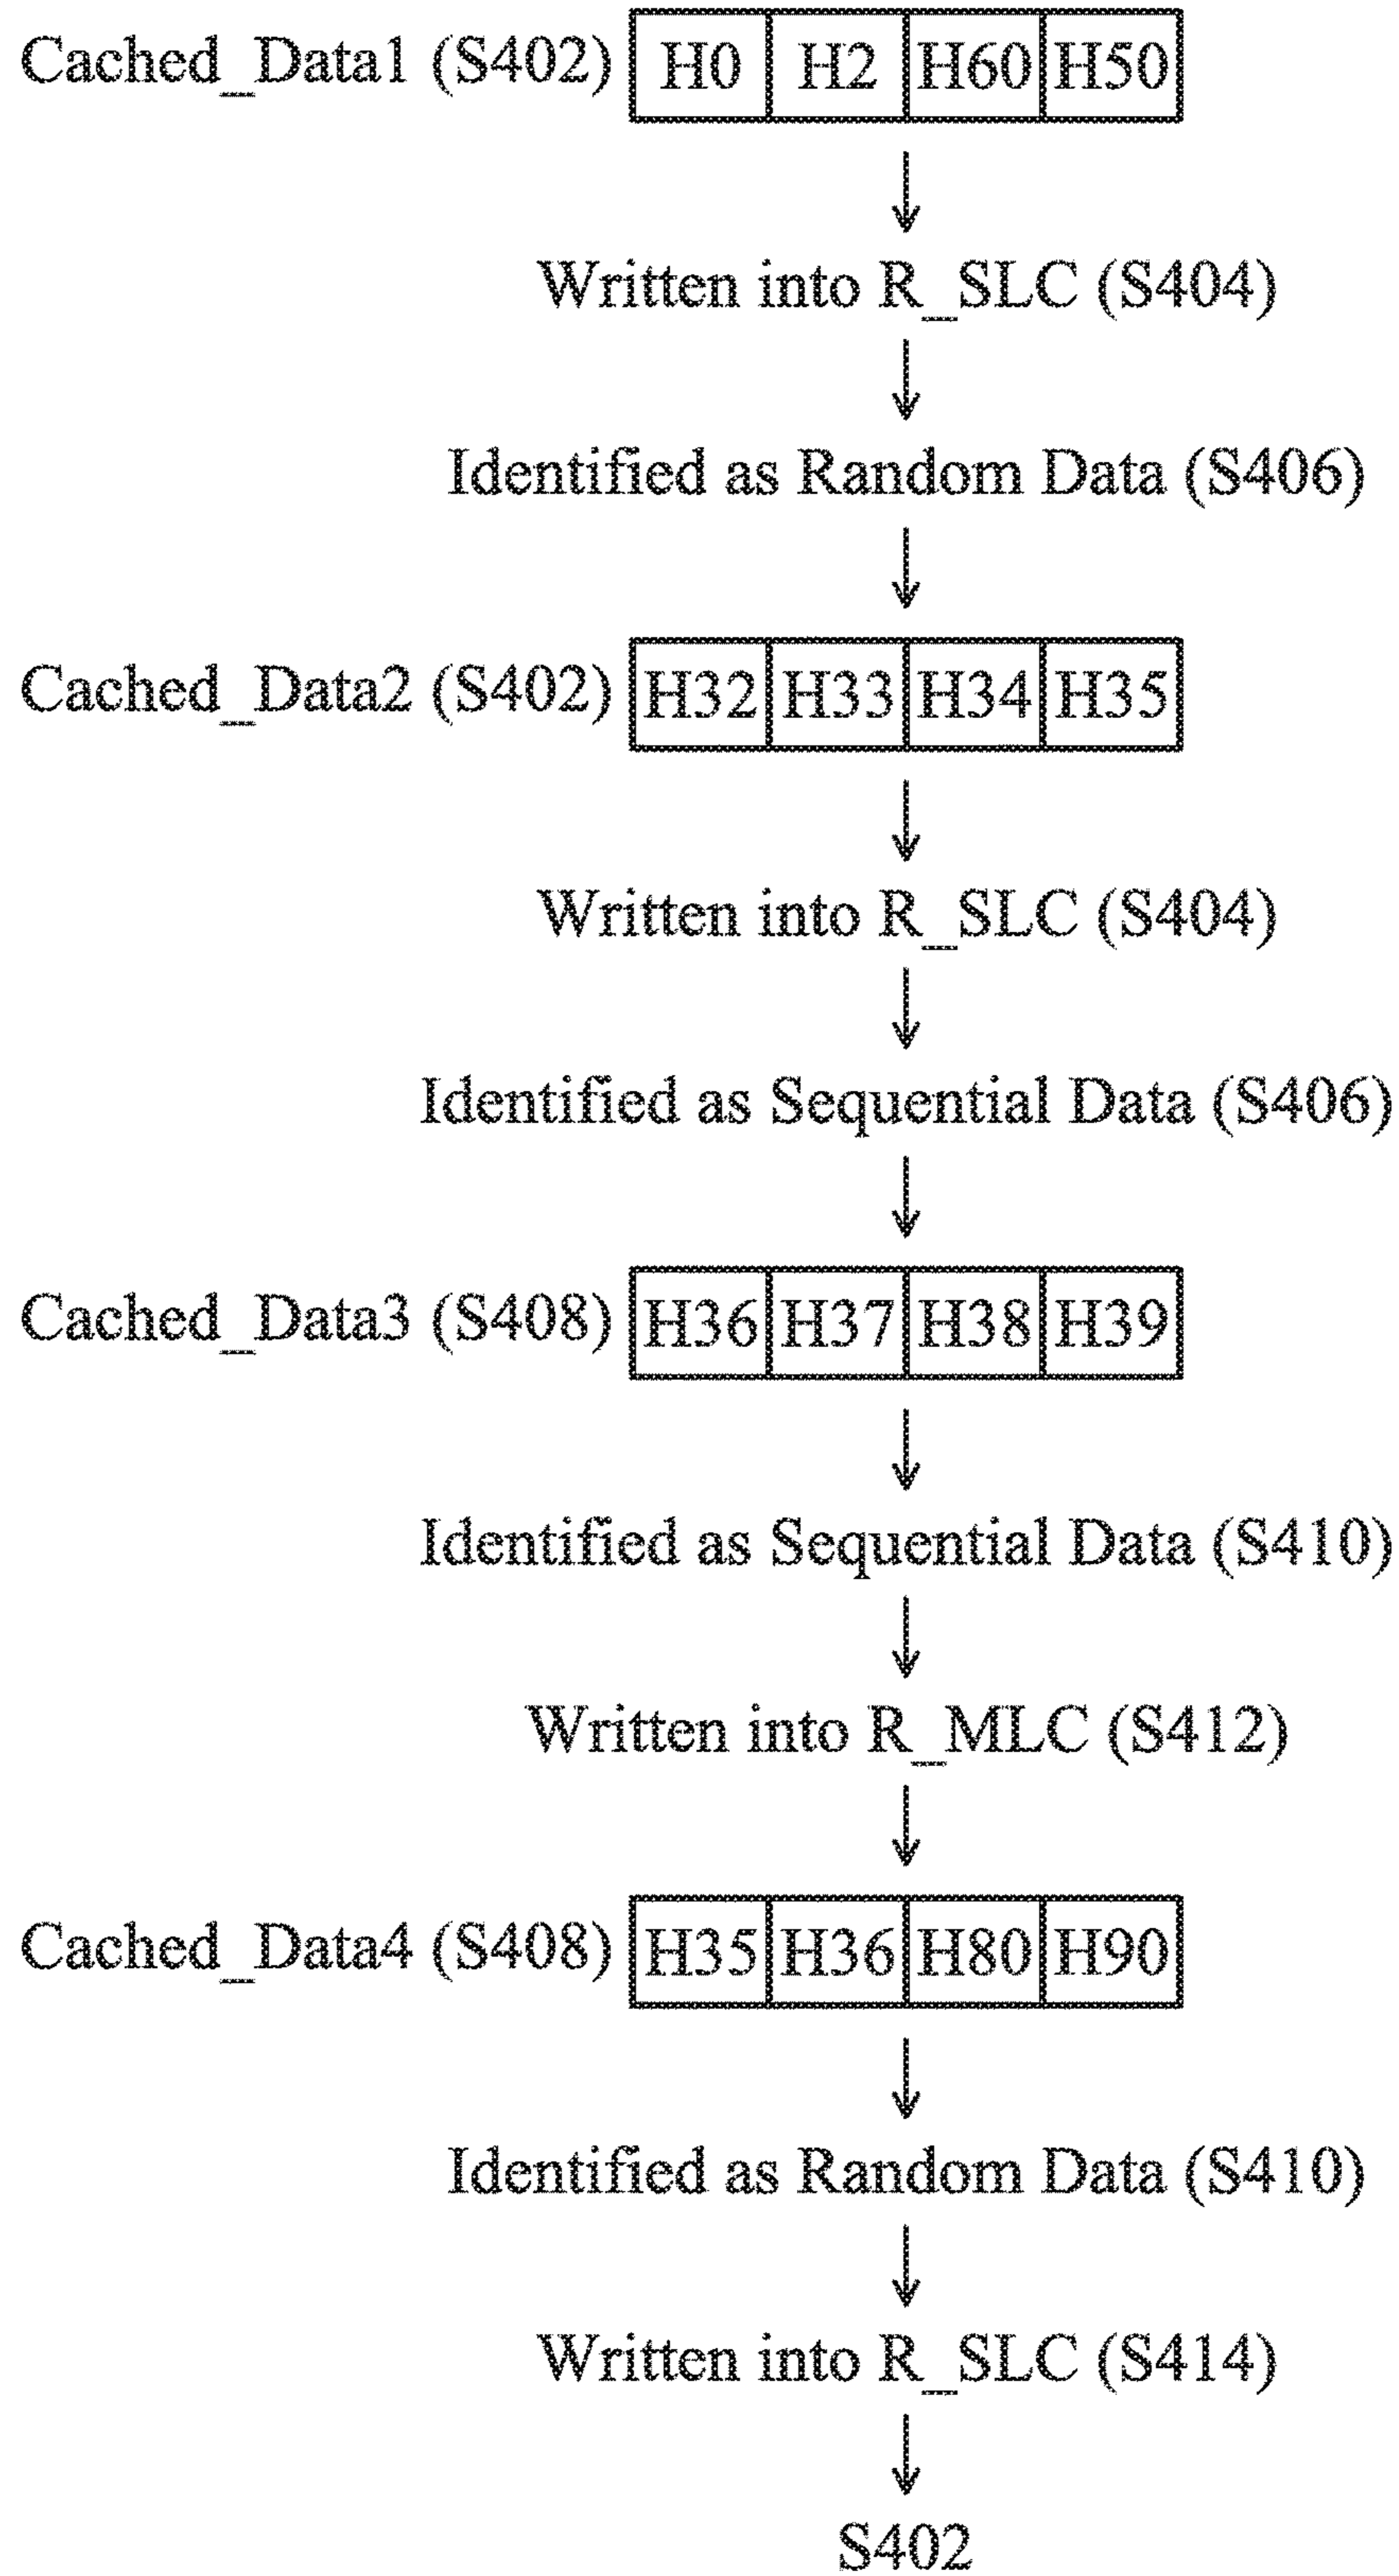 Cached_Data1 (S402) H0 H2 H60 H50
Written into R_SLC (S404)
Identified as Random Data (S406)
Cached_Data2 (S402) H32 H33 H34 H35
Written into R_SLC (S404)
Identified as Sequential Data (S406)
Cached_Data3 (S408) H36 H37 H38 H39
Identified as Sequential Data (S410)
Written into R_MLC (S412)
Cached_Data4 (S408) H35 H36 H80 H90
Identified as Random Data (S410)
Written into R_SLC (S414)
S402